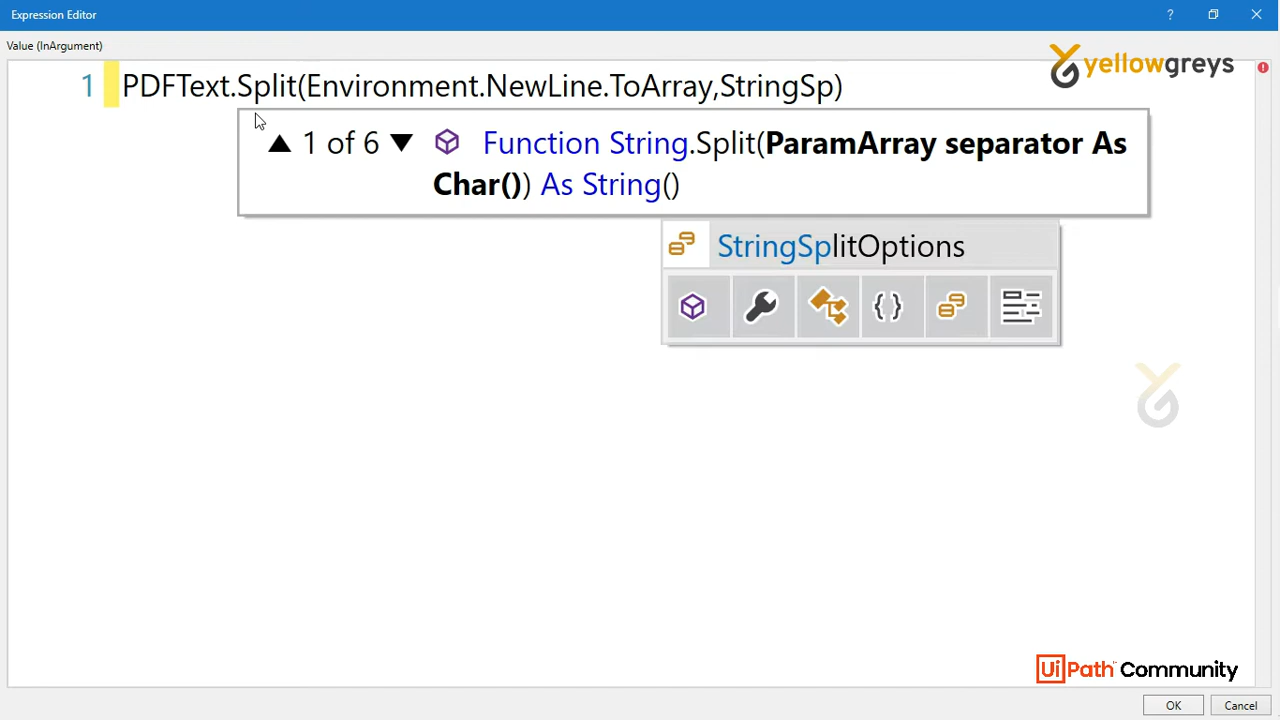 Expression Editor
?
Value (InArgument)
yellowgreys
1 PDFText.Split(Environment.NewLine.ToArray,StringSp)
▲ 1 of 6 ▼ Function String.Split(ParamArray separator As
Char()) As String()
StringSplitOptions
{}
UiPath Community
OK
Cancel